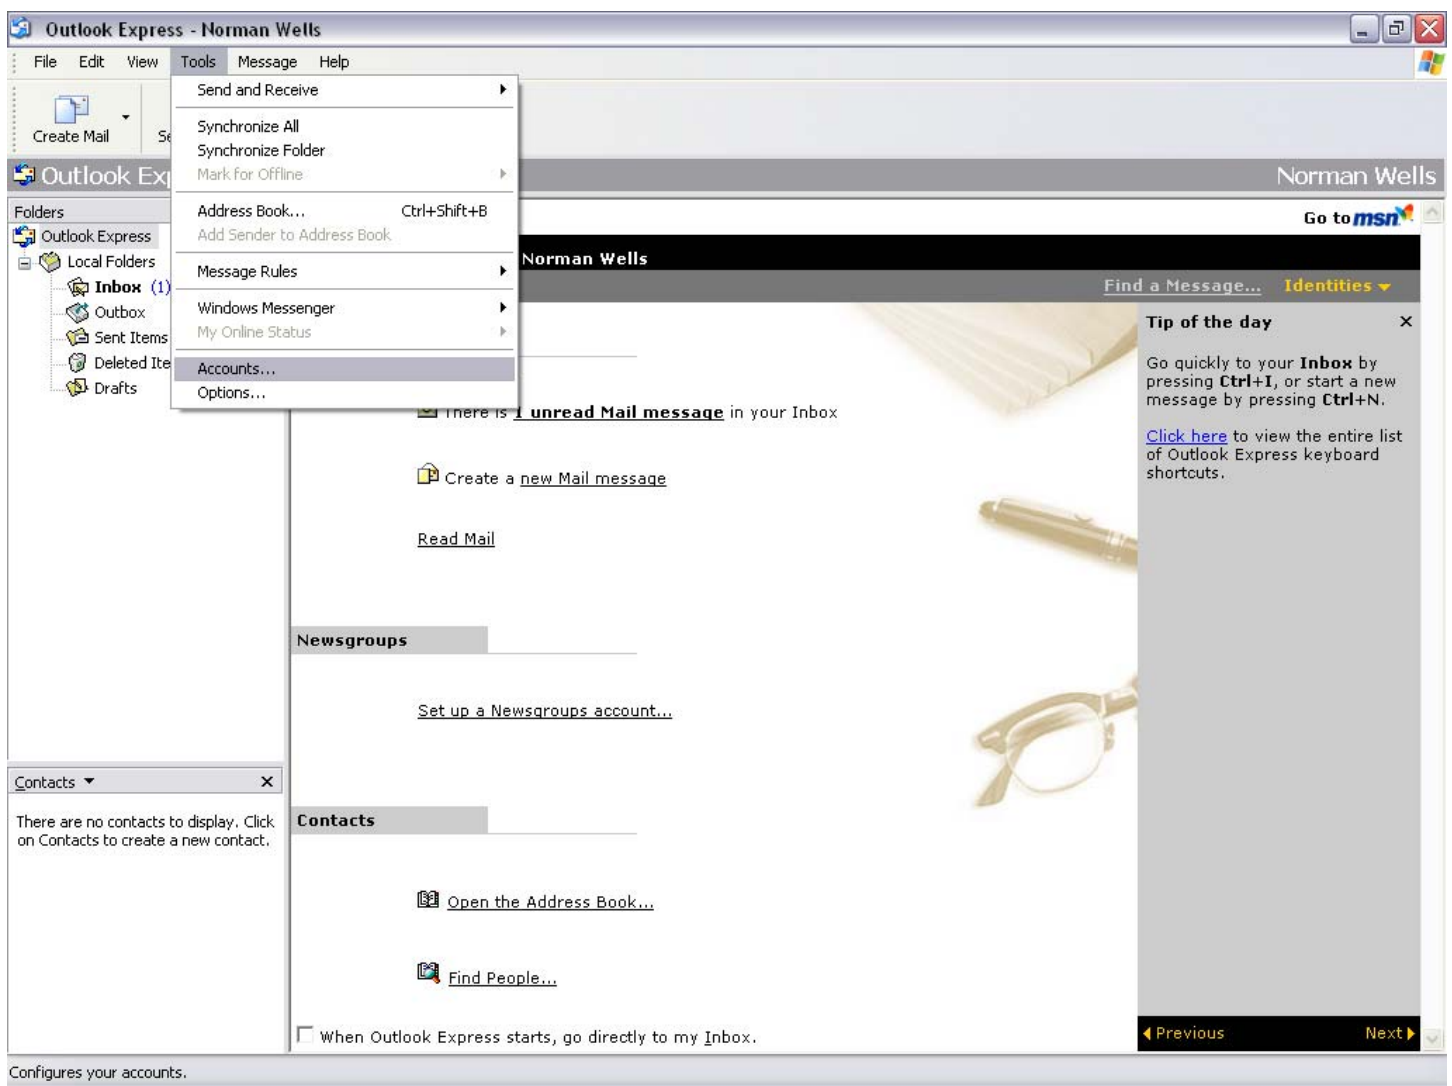 Outlook Express - Norman Wells
File Edit View Tools Message Help
Send and Receive
Synchronize All
Synchronize Folder
Mark for Offline
Address Book... Ctrl+Shift+B
Add Sender to Address Book
Message Rules
Windows Messenger
My Online Status
Accounts...
Options...
Create Mail Se
Outlook Exp Norman Wells
Folders
Outlook Express
Local Folders
Inbox (1)
Outbox
Sent Items
Deleted Ite
Drafts
Go to msn
Norman Wells
Find a Message... Identities
There is 1 unread Mail message in your Inbox
Create a new Mail message
Read Mail
Newsgroups
Set up a Newsgroups account...
Contacts
Open the Address Book...
Find People...
When Outlook Express starts, go directly to my Inbox.
Tip of the day
Go quickly to your Inbox by
pressing Ctrl+I, or start a new
message by pressing Ctrl+N.
Click here to view the entire list
of Outlook Express keyboard
shortcuts.
Previous Next
Contacts
There are no contacts to display. Click
on Contacts to create a new contact.
Configures your accounts.